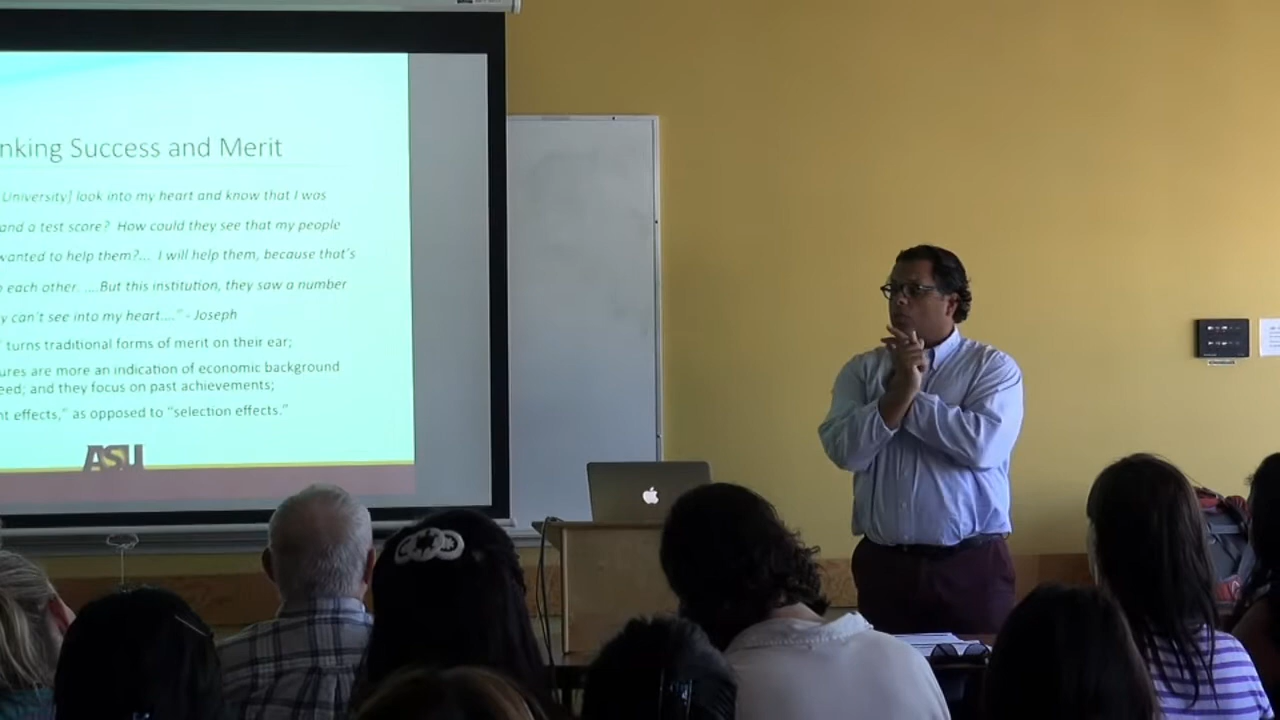 nking Success and Merit
University] look into my heart and know that I was
and a test score? How could they see that my people
wanted to help them?... I will help them, because that's
each other. ....But this institution, they saw a number
y can't see into my heart...." - Joseph
turns traditional forms of merit on their ear;
ures are more an indication of economic background
eed; and they focus on past achievements;
nt effects," as opposed to "selection effects."
ASU